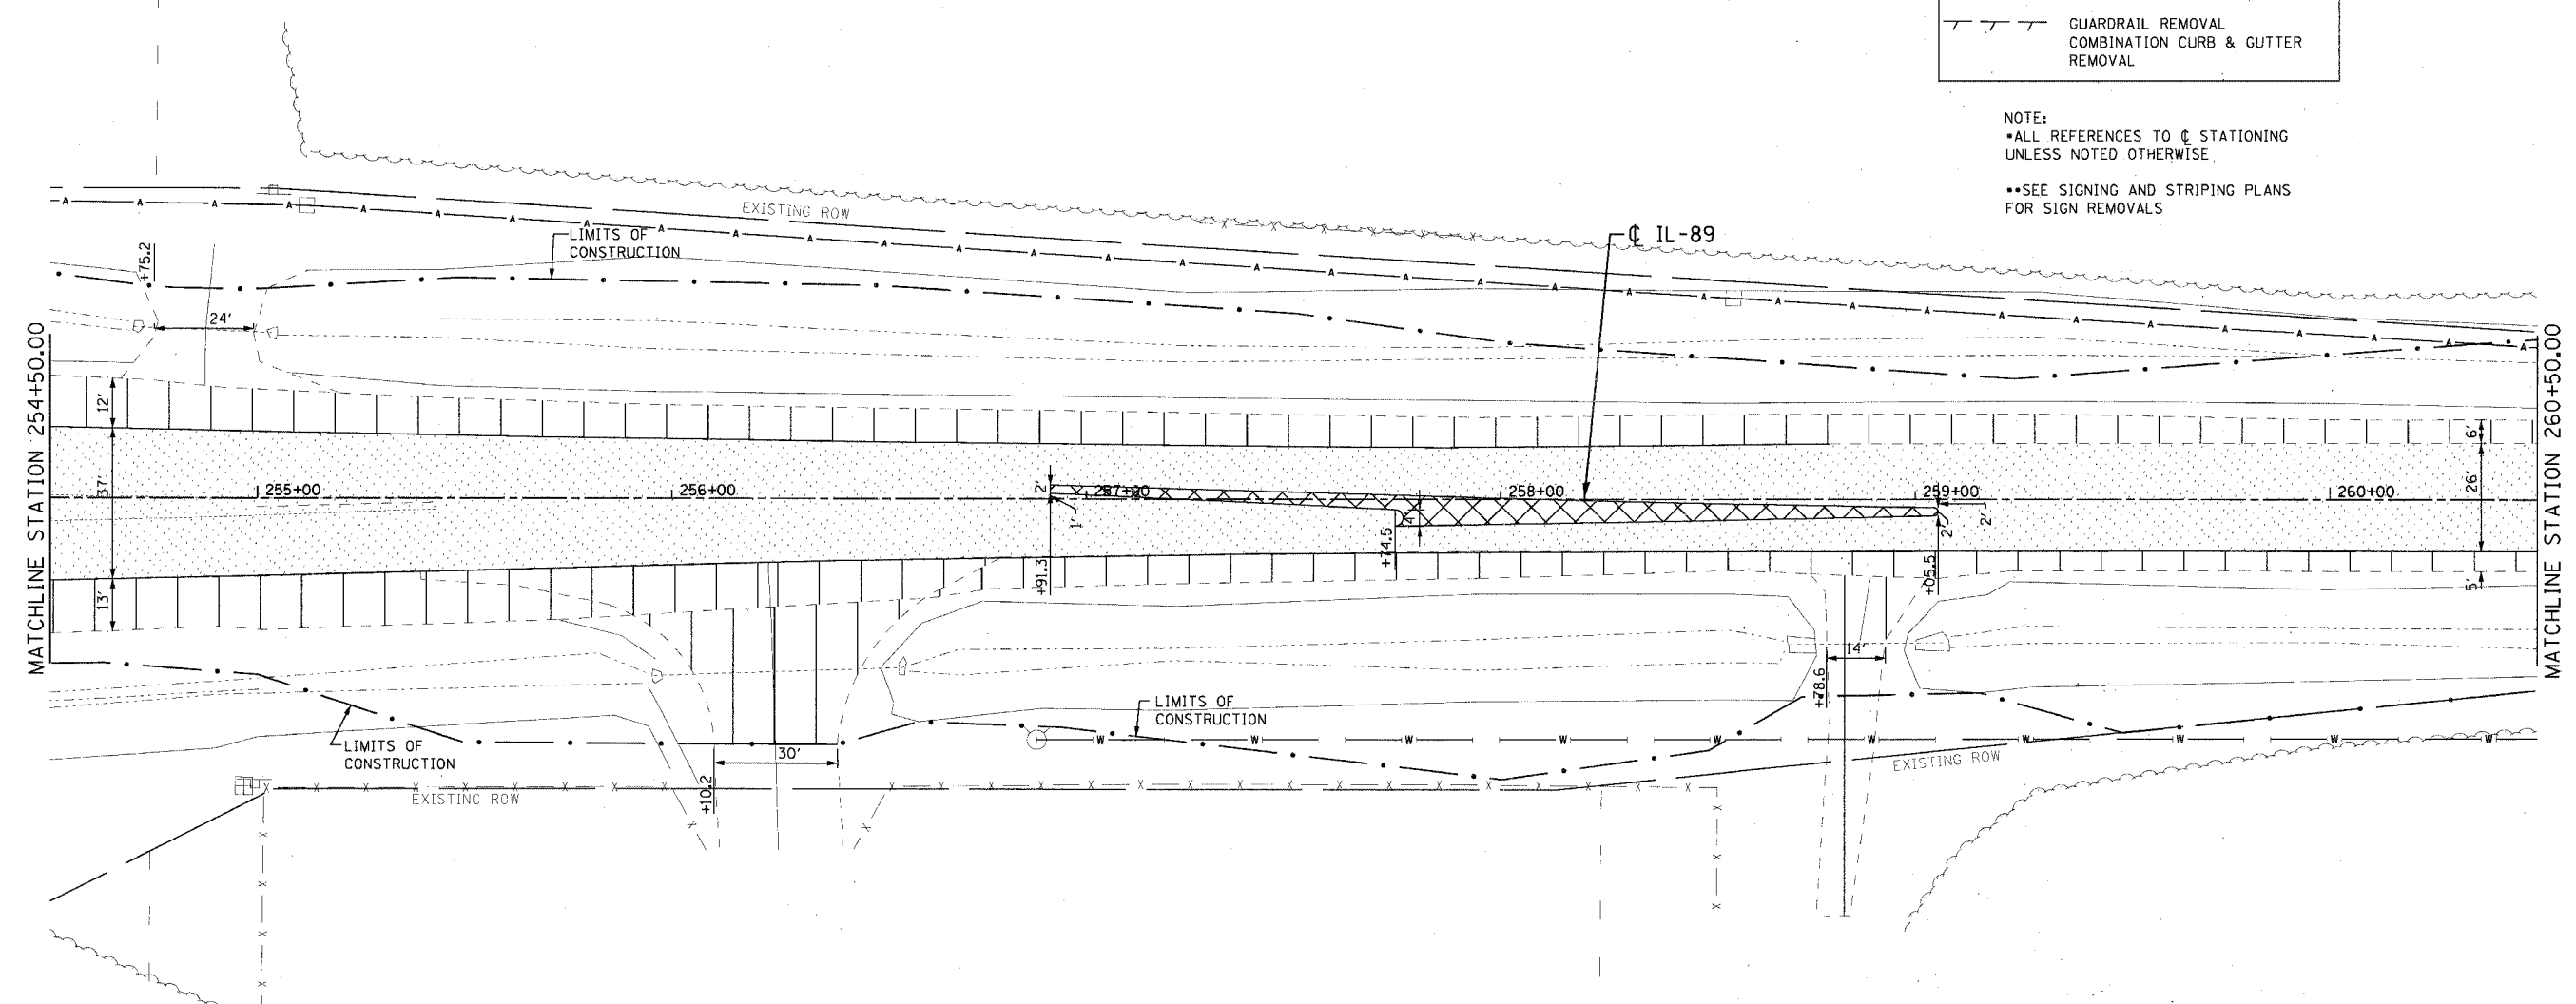 GUARDRAIL REMOVAL
COMBINATION CURB & GUTTER
REMOVAL
NOTE:
*ALL REFERENCES TO ℄ STATIONING
UNLESS NOTED OTHERWISE
**SEE SIGNING AND STRIPING PLANS
FOR SIGN REMOVALS
EXISTING ROW
LIMITS OF
CONSTRUCTION
℄ IL-89
+75.2
24'
MATCHLINE STATION 254+50.00
12'
37'
13'
255+00
256+00
257+00
258+00
259+00
260+00
2'
1'
+91.3
4'
+74.5
2'
2'
+05.5
6'
26'
5'
MATCHLINE STATION 260+50.00
14'
+78.6
LIMITS OF
CONSTRUCTION
LIMITS OF
CONSTRUCTION
30'
+10.2
EXISTING ROW
EXISTING ROW